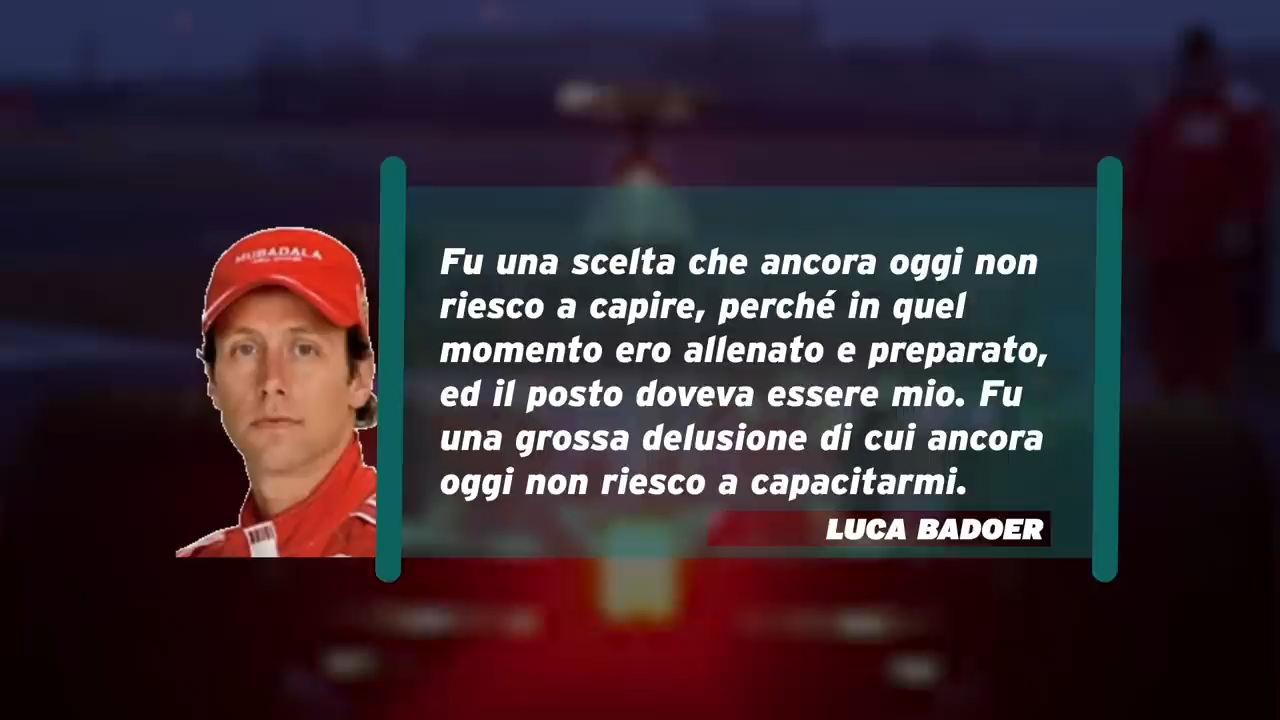 MUBADALA
Fu una scelta che ancora oggi non
riesco a capire, perché in quel
momento ero allenato e preparato,
ed il posto doveva essere mio. Fu
una grossa delusione di cui ancora
oggi non riesco a capacitarmi.
LUCA BADOER